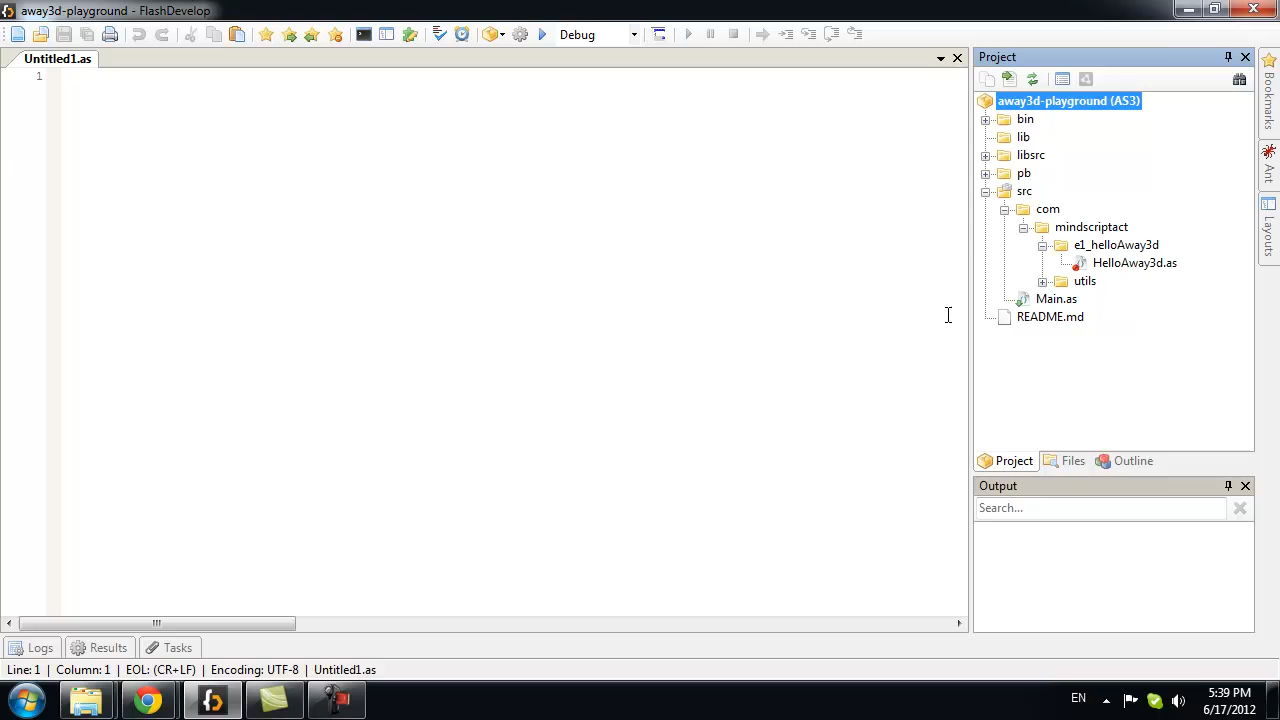 away3d-playground - FlashDevelop
Debug
Untitled1.as
1
Project
away3d-playground (AS3)
bin
lib
libsrc
pb
src
com
mindscriptact
e1_helloAway3d
HelloAway3d.as
utils
Main.as
README.md
Project
Files
Outline
Output
Search...
Bookmarks
Ant
Layouts
Logs
Results
Tasks
Line: 1 | Column: 1 | EOL: (CR+LF) | Encoding: UTF-8 | Untitled1.as
EN
5:39 PM
6/17/2012